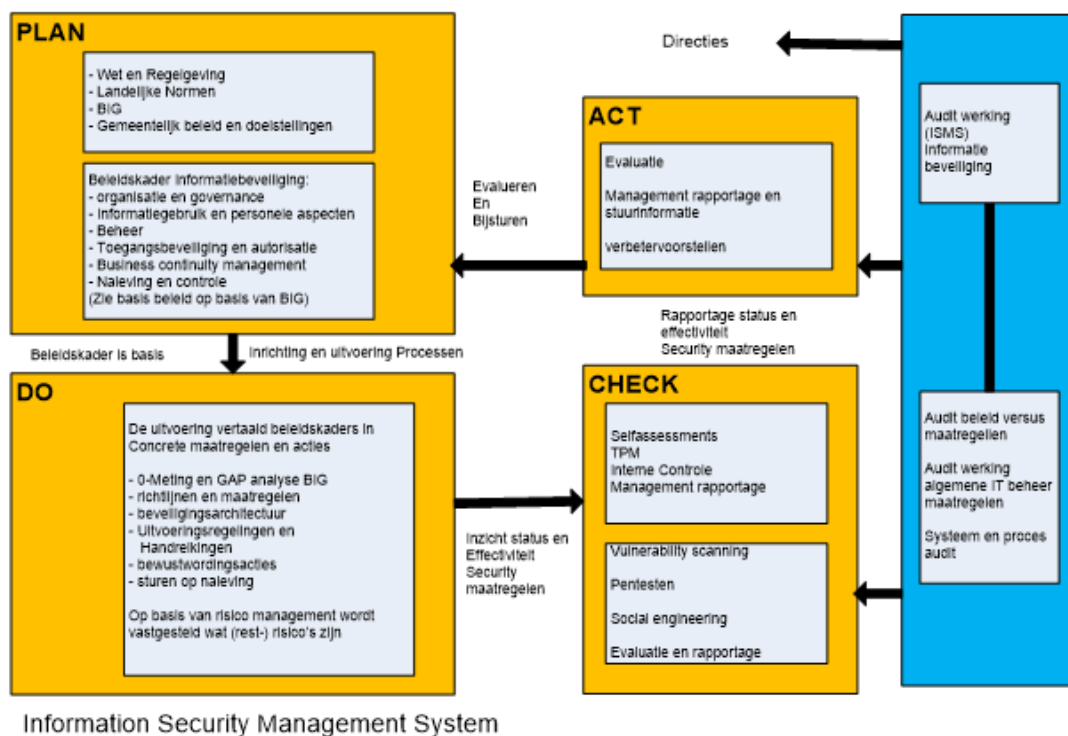 PLAN
- Wet en Regelgeving
- Landelijke Normen
- BIG
- Gemeentelijk beleid en doelstellingen
Beleidskader Informatiebeveiliging:
- organisatie en governance
- Informatiegebruik en personele aspecten
- Beheer
- Toegangsbeveiliging en autorisatie
- Business continuity management
- Naleving en controle
(Zie basis beleid op basis van BIG)
Evalueren
En
Bijsturen
Directies
ACT
Evaluatie
Management rapportage en
stuurinformatie
verbetervoorstellen
Audit werking
(ISMS)
Informatie
beveiliging
Beleidskader is basis
Inrichting en uitvoering Processen
Rapportage status en
effectiviteit
Security maatregelen
DO
De uitvoering vertaald beleidskaders in
Concrete maatregelen en acties
- 0-Meting en GAP analyse BIG
- richtlijnen en maatregelen
- beveiligingsarchitectuur
- Uitvoeringsregelingen en
Handreikingen
- bewustwordingsacties
- sturen op naleving
Op basis van risico management wordt
vastgesteld wat (rest-) risico's zijn
Inzicht status en
Effectiviteit
Security
maatregelen
CHECK
Selfassessments
TPM
Interne Controle
Management rapportage
Vulnerability scanning
Pentesten
Social engineering
Evaluatie en rapportage
Audit beleid versus
maatregelen
Audit werking
algemene IT beheer
maatregelen
Systeem en proces
audit
Information Security Management System